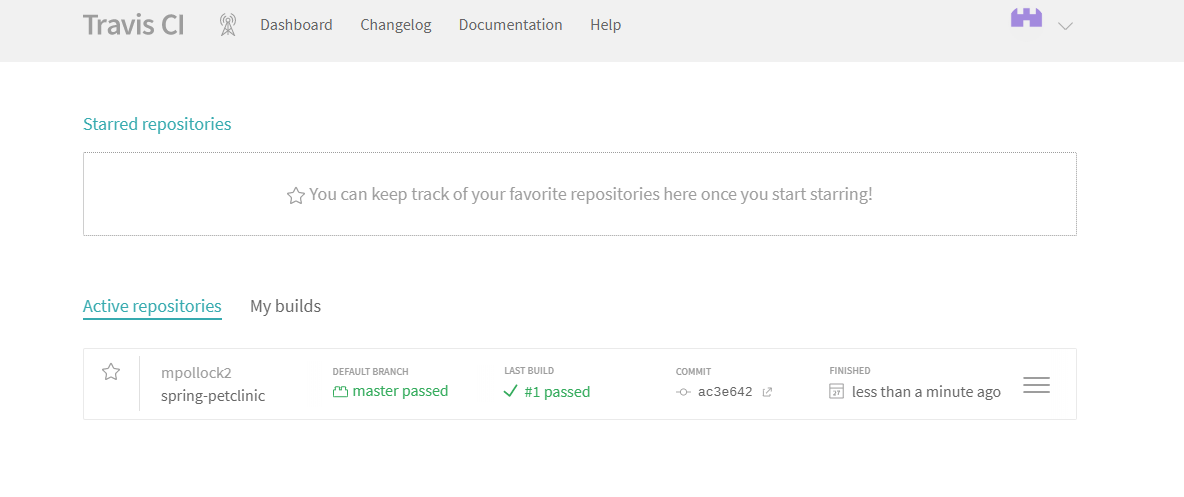 Travis CI Dashboard Changelog Documentation Help
Starred repositories
You can keep track of your favorite repositories here once you start starring!
Active repositories My builds
mpollock2 DEFAULT BRANCH LAST BUILD COMMIT FINISHED
spring-petclinic master passed #1 passed ac3e642 27 less than a minute ago